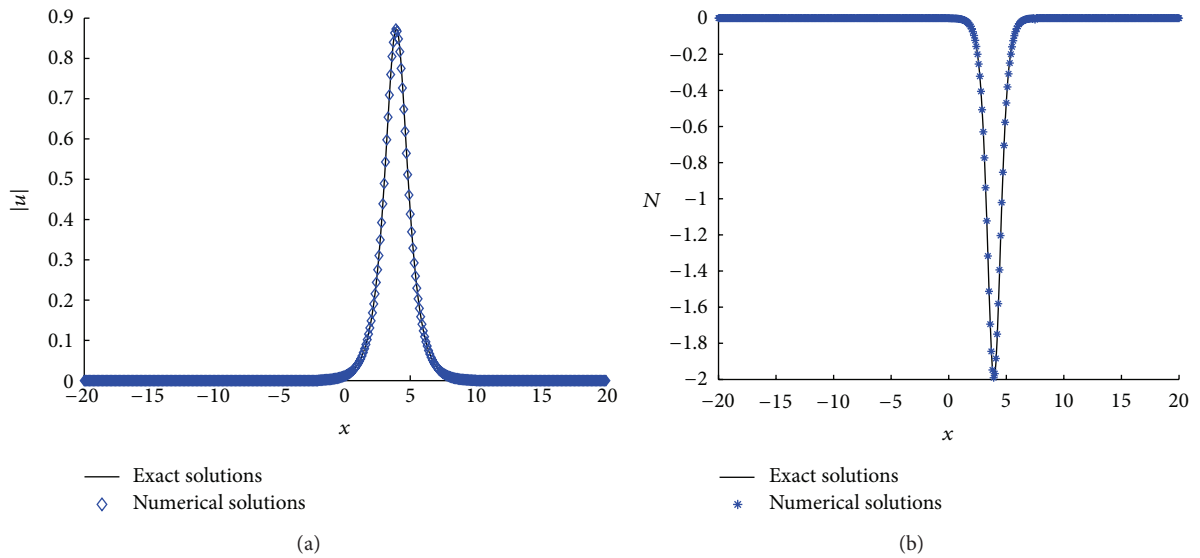 0.9
0.8
0.7
0.6
0.5
0.4
0.3
0.2
0.1
0
|u|
−20 −15 −10 −5 0 5 10 15 20
x
Exact solutions
Numerical solutions
(a)
0
−0.2
−0.4
−0.6
−0.8
−1
−1.2
−1.4
−1.6
−1.8
−2
N
−20 −15 −10 −5 0 5 10 15 20
x
Exact solutions
Numerical solutions
(b)